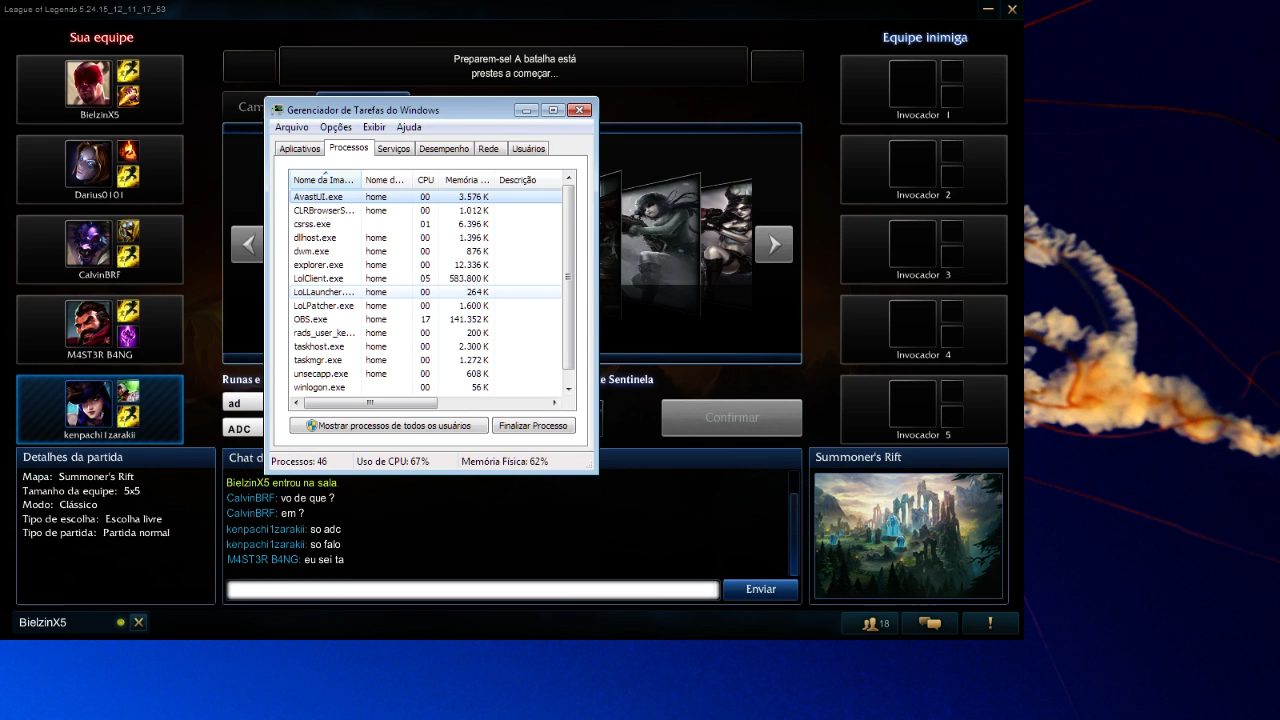 League of Legends 5.24.15_12_11_17_53
Sua equipe
Preparem-se! A batalha está
prestes a começar...
Equipe inimiga
BielzinX5
Darius0101
CalvinBRF
M4ST3R B4NG
kenpachi1zarakii
Cam
Gerenciador de Tarefas do Windows
Arquivo Opções Exibir Ajuda
Aplicativos Processos Serviços Desempenho Rede Usuários
Nome da Ima... Nome d... CPU Memória ... Descrição
AvastUI.exe home 00 3.576 K
CLRBrowserS... home 00 1.012 K
csrss.exe 01 6.396 K
dllhost.exe home 00 1.396 K
dwm.exe home 00 876 K
explorer.exe home 00 12.336 K
LolClient.exe home 05 583.800 K
LoLLauncher.... home 00 264 K
LoLPatcher.exe home 00 1.600 K
OBS.exe home 17 141.352 K
rads_user_ke... home 00 200 K
taskhost.exe home 00 2.300 K
taskmgr.exe home 00 1.272 K
unsecapp.exe home 00 608 K
winlogon.exe 00 56 K
Mostrar processos de todos os usuários Finalizar Processo
Processos: 46 Uso de CPU: 67% Memória Física: 62%
Runas e
e Sentinela
ad
ADC
Confirmar
Invocador 1
Invocador 2
Invocador 3
Invocador 4
Invocador 5
Detalhes da partida
Mapa: Summoner's Rift
Tamanho da equipe: 5x5
Modo: Clássico
Tipo de escolha: Escolha livre
Tipo de partida: Partida normal
Chat d
BielzinX5 entrou na sala.
CalvinBRF: vo de que ?
CalvinBRF: em ?
kenpachi1zarakii: so adc
kenpachi1zarakii: so falo
M4ST3R B4NG: eu sei ta
Enviar
Summoner's Rift
BielzinX5
18